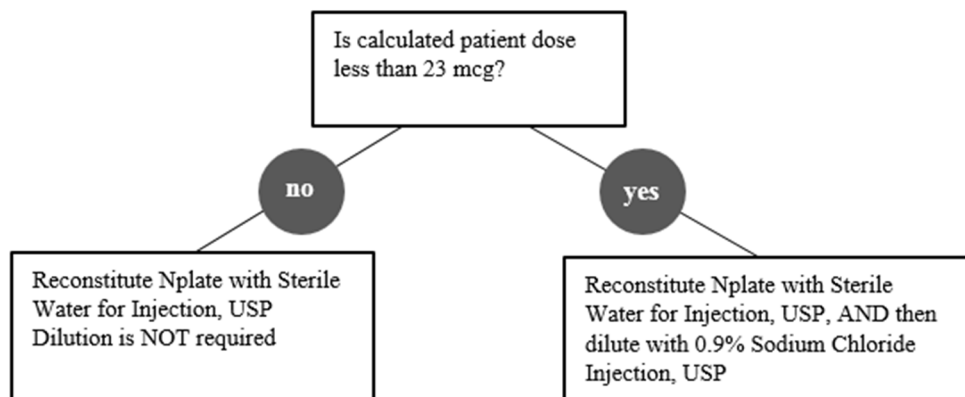 Is calculated patient dose
less than 23 mcg?
no
yes
Reconstitute Nplate with Sterile
Water for Injection, USP
Dilution is NOT required
Reconstitute Nplate with Sterile
Water for Injection, USP, AND then
dilute with 0.9% Sodium Chloride
Injection, USP